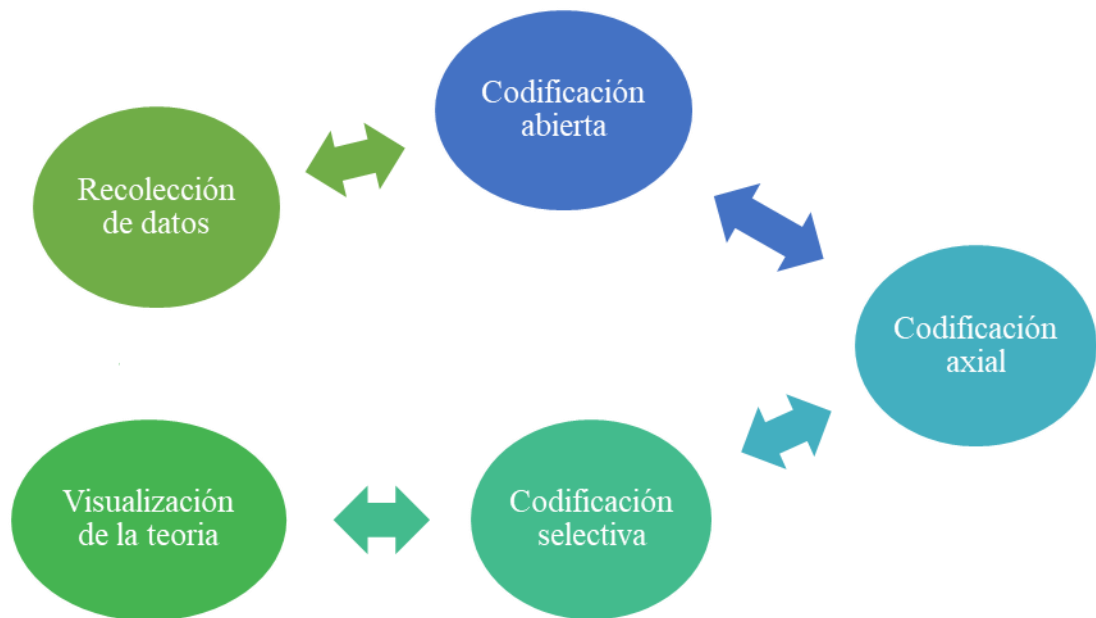 Recolección
de datos
Codificación
abierta
Codificación
axial
Codificación
selectiva
Visualización
de la teoria